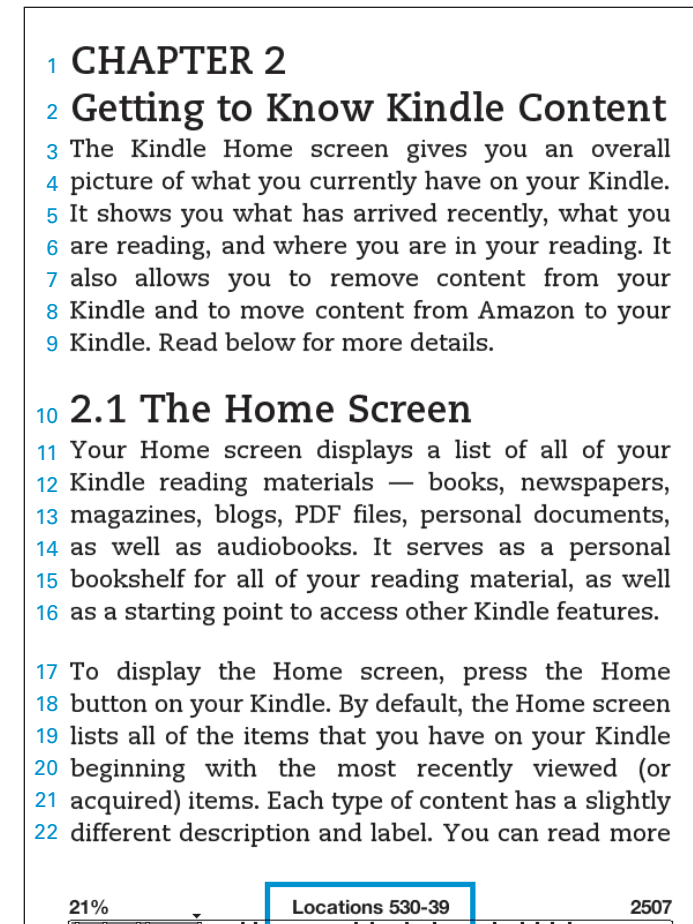 1 CHAPTER 2
2 Getting to Know Kindle Content
3 The Kindle Home screen gives you an overall
4 picture of what you currently have on your Kindle.
5 It shows you what has arrived recently, what you
6 are reading, and where you are in your reading. It
7 also allows you to remove content from your
8 Kindle and to move content from Amazon to your
9 Kindle. Read below for more details.
10 2.1 The Home Screen
11 Your Home screen displays a list of all of your
12 Kindle reading materials — books, newspapers,
13 magazines, blogs, PDF files, personal documents,
14 as well as audiobooks. It serves as a personal
15 bookshelf for all of your reading material, as well
16 as a starting point to access other Kindle features.
17 To display the Home screen, press the Home
18 button on your Kindle. By default, the Home screen
19 lists all of the items that you have on your Kindle
20 beginning with the most recently viewed (or
21 acquired) items. Each type of content has a slightly
22 different description and label. You can read more
21% Locations 530-39 2507